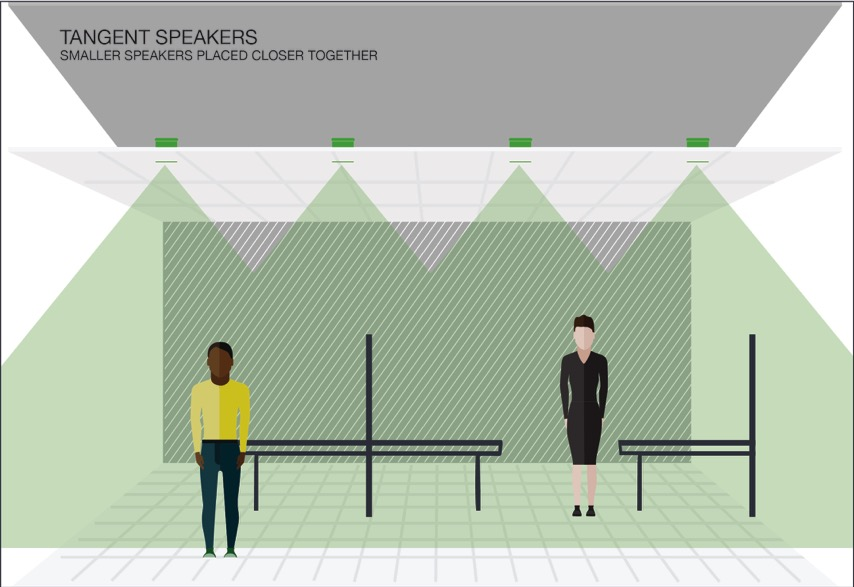 TANGENT SPEAKERS
SMALLER SPEAKERS PLACED CLOSER TOGETHER